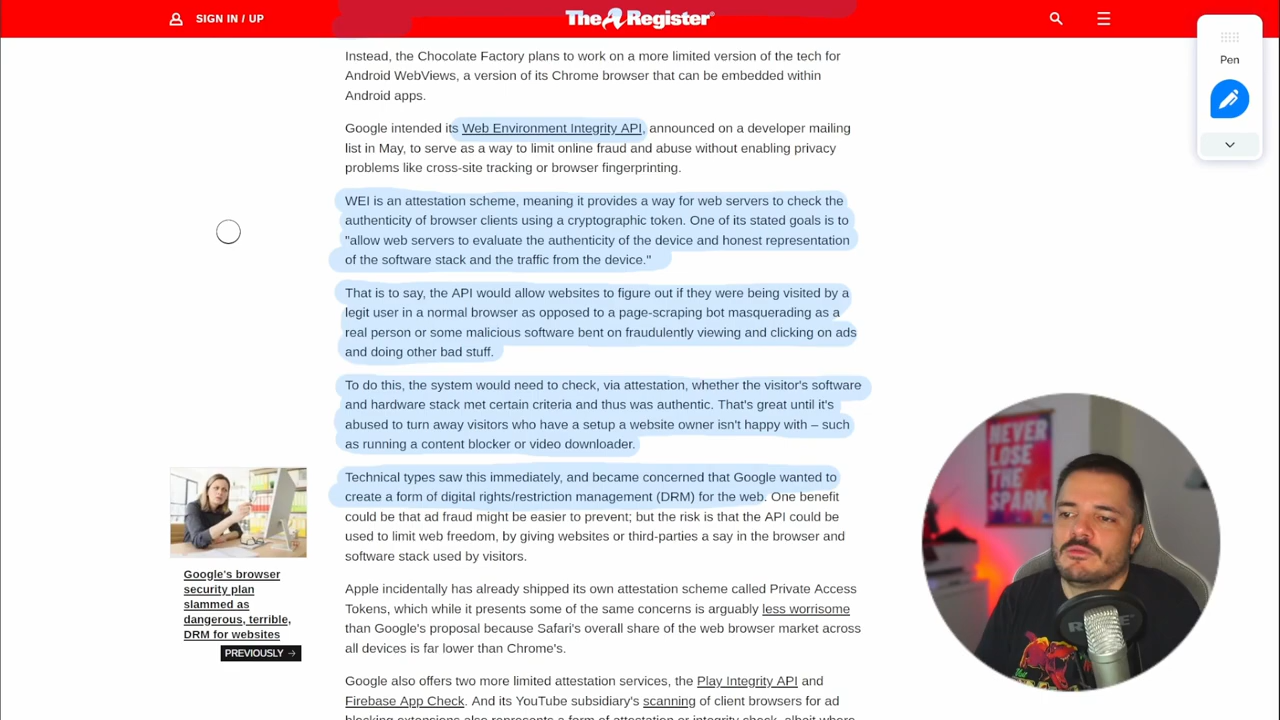 SIGN IN / UP
The Register
Pen
Instead, the Chocolate Factory plans to work on a more limited version of the tech for
Android WebViews, a version of its Chrome browser that can be embedded within
Android apps.
Google intended its Web Environment Integrity API, announced on a developer mailing
list in May, to serve as a way to limit online fraud and abuse without enabling privacy
problems like cross-site tracking or browser fingerprinting.
WEI is an attestation scheme, meaning it provides a way for web servers to check the
authenticity of browser clients using a cryptographic token. One of its stated goals is to
"allow web servers to evaluate the authenticity of the device and honest representation
of the software stack and the traffic from the device."
That is to say, the API would allow websites to figure out if they were being visited by a
legit user in a normal browser as opposed to a page-scraping bot masquerading as a
real person or some malicious software bent on fraudulently viewing and clicking on ads
and doing other bad stuff.
To do this, the system would need to check, via attestation, whether the visitor's software
and hardware stack met certain criteria and thus was authentic. That's great until it's
abused to turn away visitors who have a setup a website owner isn't happy with – such
as running a content blocker or video downloader.
Technical types saw this immediately, and became concerned that Google wanted to
create a form of digital rights/restriction management (DRM) for the web. One benefit
could be that ad fraud might be easier to prevent; but the risk is that the API could be
used to limit web freedom, by giving websites or third-parties a say in the browser and
software stack used by visitors.
Apple incidentally has already shipped its own attestation scheme called Private Access
Tokens, which while it presents some of the same concerns is arguably less worrisome
than Google's proposal because Safari's overall share of the web browser market across
all devices is far lower than Chrome's.
Google also offers two more limited attestation services, the Play Integrity API and
Firebase App Check. And its YouTube subsidiary's scanning of client browsers for ad
blocking extensions also represents a form of attestation or integrity check, albeit where
Google's browser
security plan
slammed as
dangerous, terrible,
DRM for websites
PREVIOUSLY →
NEVER
LOSE
THE
SPARK